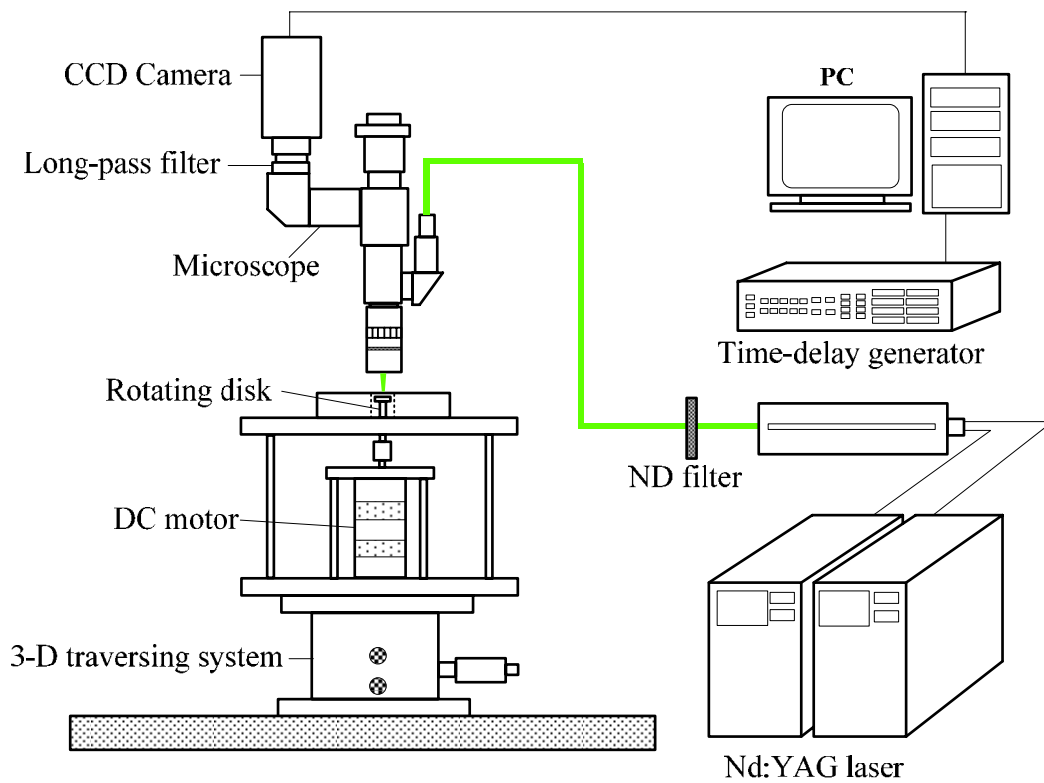 CCD Camera
PC
Long-pass filter
Microscope
Time-delay generator
Rotating disk
ND filter
DC motor
3-D traversing system
Nd:YAG laser